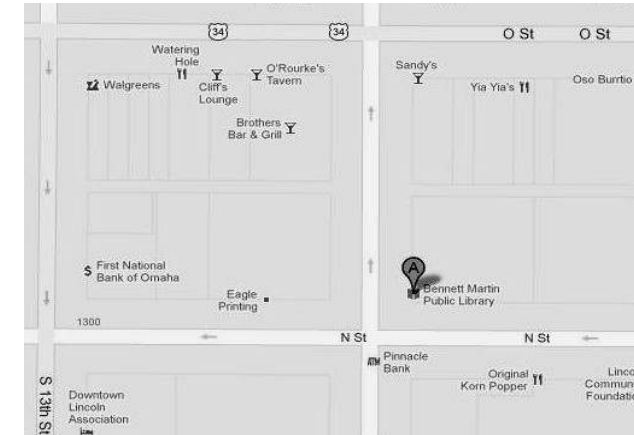 34
34
O St
O St
Watering
Hole
O'Rourke's
Tavern
Sandy's
Walgreens
Cliff's
Lounge
Yia Yia's
Oso Burrtio
Brothers
Bar & Grill
A
First National
Bank of Omaha
$
Eagle
Printing
Bennett Martin
Public Library
1300
N St
N St
ATM
Pinnacle
Bank
Original
Korn Popper
Linco
Commun
Foundatio
S 13th St
Downtown
Lincoln
Association